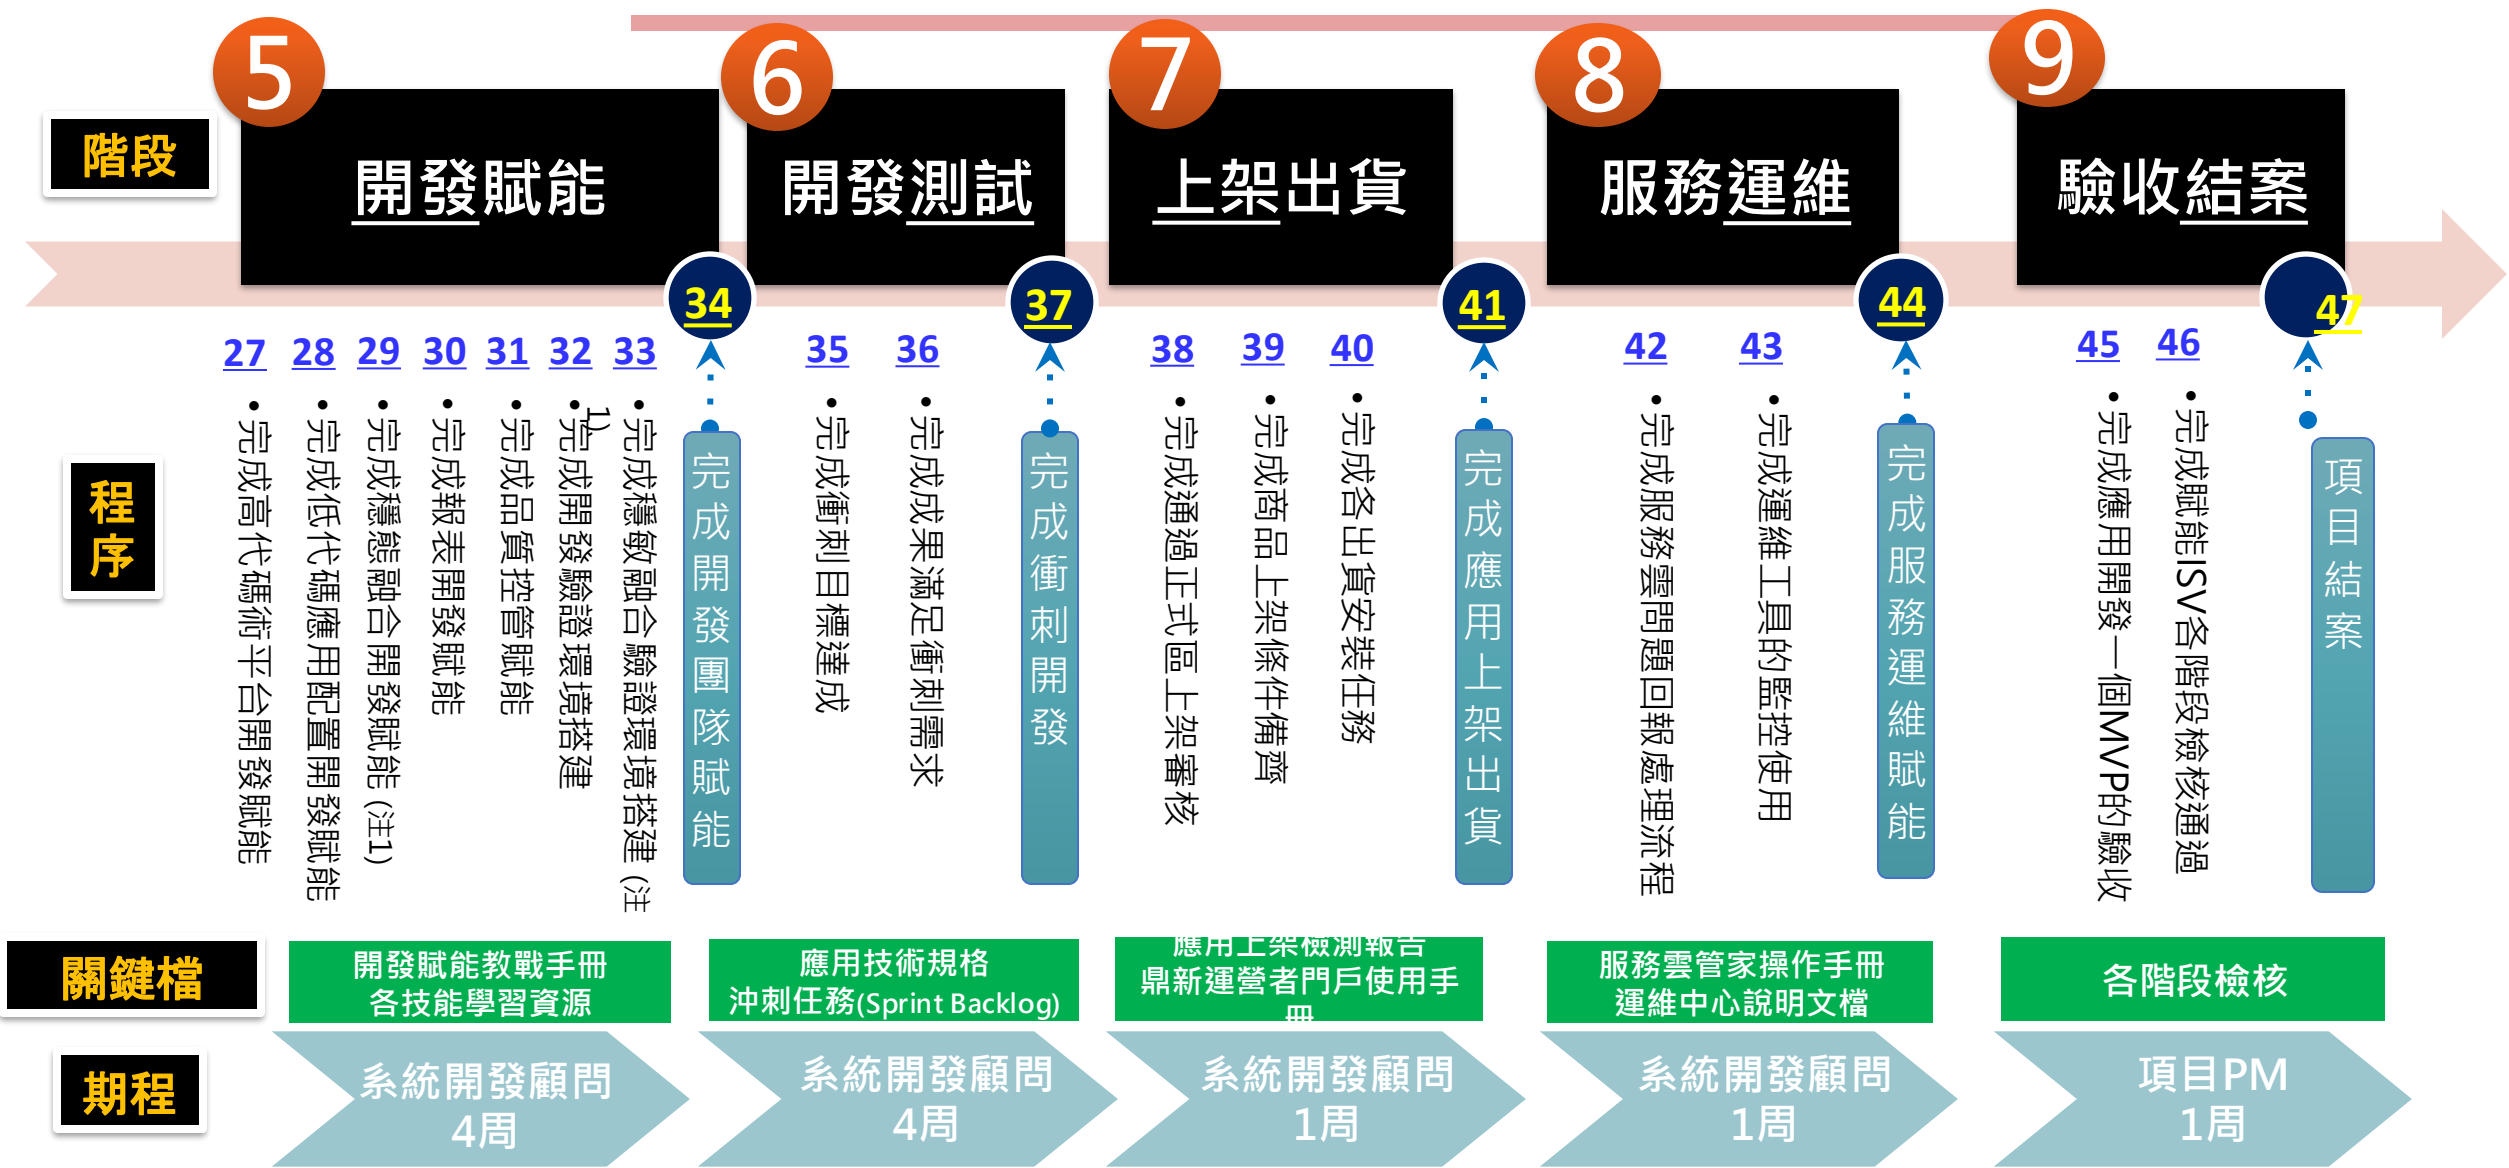 5
6
7
8
9
階段
開發賦能
開發測試
上架出貨
服務運維
驗收結案
34
37
41
44
47
程序
27
28
29
30
31
32
33
35
36
38
39
40
42
43
45
46
•完成高代碼術平台開發賦能
•完成低代碼應用配置開發賦能
•完成穩態融合開發賦能 (注1)
•完成報表開發賦能
•完成品質控管賦能
•完成開發驗證環境搭建
•完成穩敏融合驗證環境搭建 (注
1)
完成開發團隊賦能
•完成衝刺目標達成
•完成成果滿足衝刺需求
完成衝刺開發
•完成通過正式區上架審核
•完成商品上架條件備齊
•完成各出貨安裝任務
完成應用上架出貨
•完成服務雲問題回報處理流程
•完成運維工具的監控使用
完成服務運維賦能
•完成應用開發一個MVP的驗收
•完成賦能ISV各階段檢核通過
項目結案
關鍵檔
開發賦能教戰手冊
各技能學習資源
應用技術規格
沖刺任務(Sprint Backlog)
應用上架檢測報告
鼎新運營者門戶使用手
冊
服務雲管家操作手冊
運維中心說明文檔
各階段檢核
期程
系統開發顧問
4周
系統開發顧問
4周
系統開發顧問
1周
系統開發顧問
1周
項目PM
1周